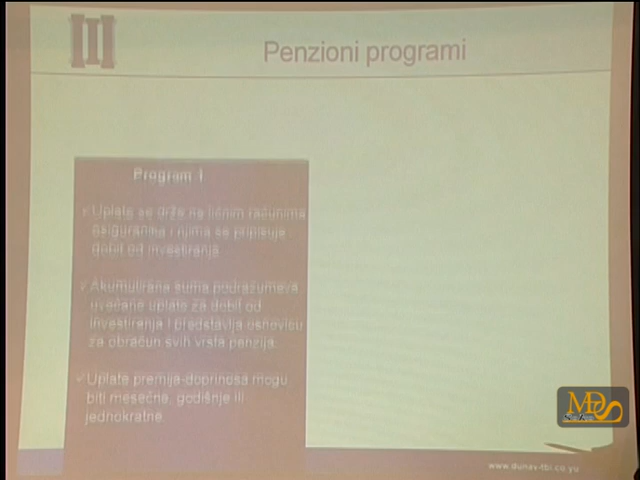 Penzioni programi
Program I
Uplate se drže na ličnim računima
osiguranika i njima se pripisuje
dobit od investiranja.
Akumulirana suma podrazumeva
uvećane uplate za dobit od
investiranja i predstavlja osnovicu
za obračun svih vrsta penzija.
Uplate premija-doprinosa mogu
biti mesečne, godišnje ili
jednokratne.
www.dunav-tbi.co.yu
MDS